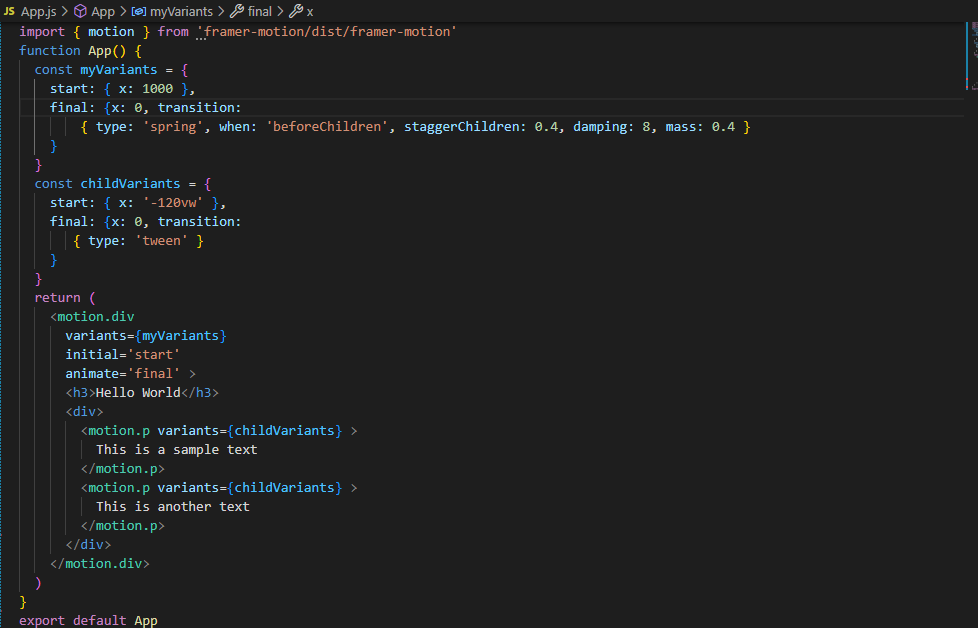 JS App.js > App > myVariants > final > x
import { motion } from 'framer-motion/dist/framer-motion'
function App() {
  const myVariants = {
    start: { x: 1000 },
    final: {x: 0, transition:
        { type: 'spring', when: 'beforeChildren', staggerChildren: 0.4, damping: 8, mass: 0.4 }
    }
  }
  const childVariants = {
    start: { x: '-120vw' },
    final: {x: 0, transition:
       { type: 'tween' }
    }
  }
  return (
    <motion.div
      variants={myVariants}
      initial='start'
      animate='final' >
      <h3>Hello World</h3>
      <div>
        <motion.p variants={childVariants} >
          This is a sample text
        </motion.p>
        <motion.p variants={childVariants} >
          This is another text
        </motion.p>
      </div>
    </motion.div>
  )
}
export default App